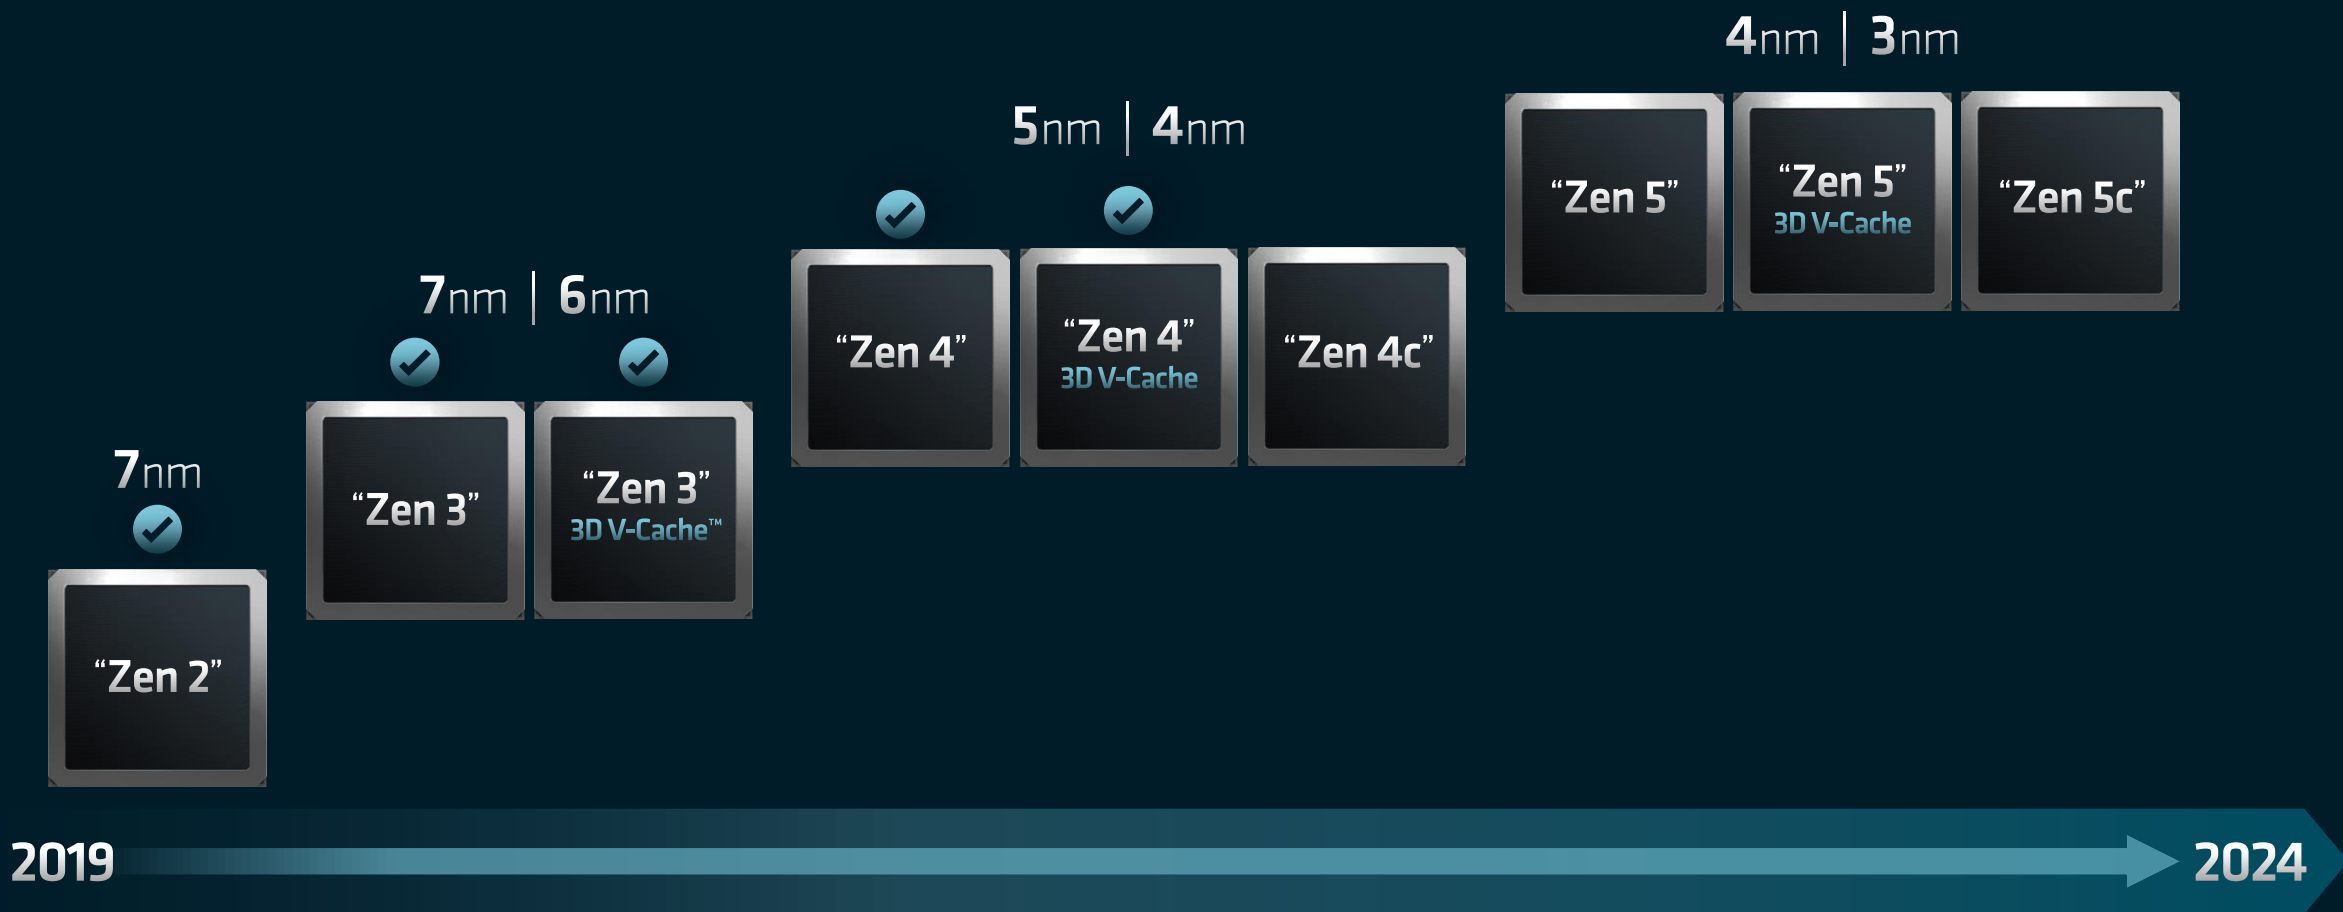 7nm
“Zen 2”
7nm | 6nm
“Zen 3”
“Zen 3”
3D V-Cache™
5nm | 4nm
“Zen 4”
“Zen 4”
3D V-Cache
“Zen 4c”
4nm | 3nm
“Zen 5”
“Zen 5”
3D V-Cache
“Zen 5c”
2019
2024